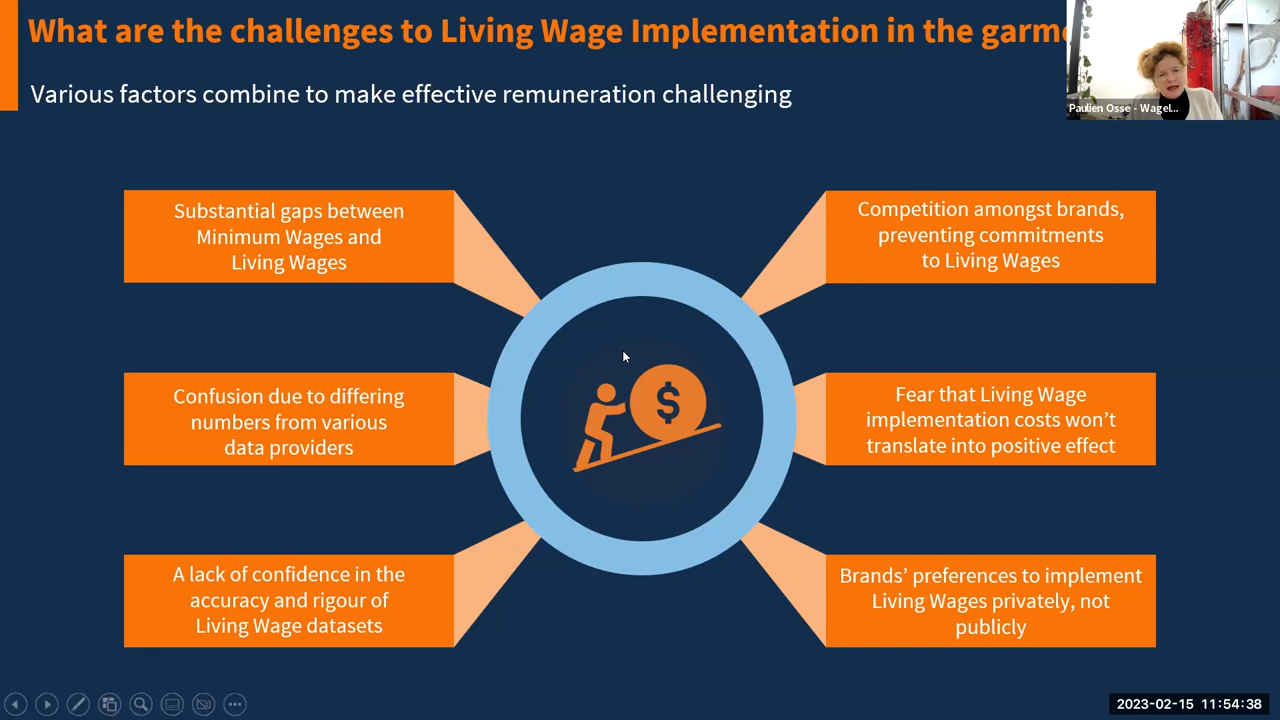 What are the challenges to Living Wage Implementation in the garme
Various factors combine to make effective remuneration challenging
Paulien Osse - Wagel...
Substantial gaps between
Minimum Wages and
Living Wages
Competition amongst brands,
preventing commitments
to Living Wages
Confusion due to differing
numbers from various
data providers
$
Fear that Living Wage
implementation costs won’t
translate into positive effect
A lack of confidence in the
accuracy and rigour of
Living Wage datasets
Brands’ preferences to implement
Living Wages privately, not
publicly
2023-02-15 11:54:38